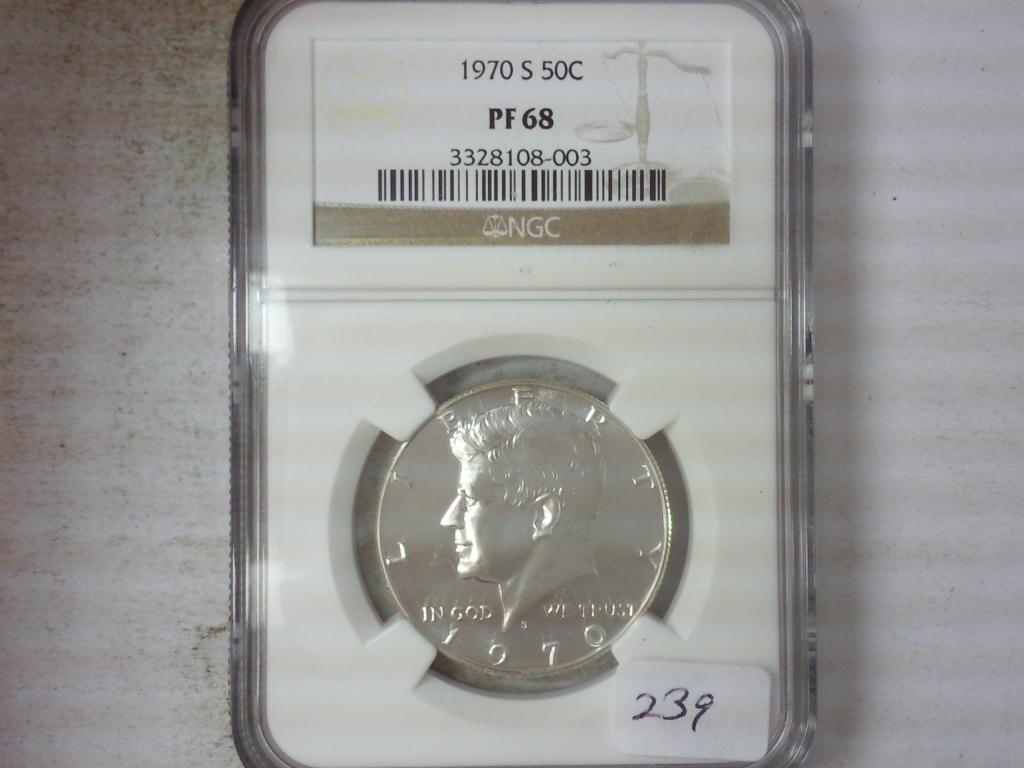 1970 S 50C
PF 68
3328108-003
NGC
LIBERTY
IN GOD WE TRUST
S
1970
239